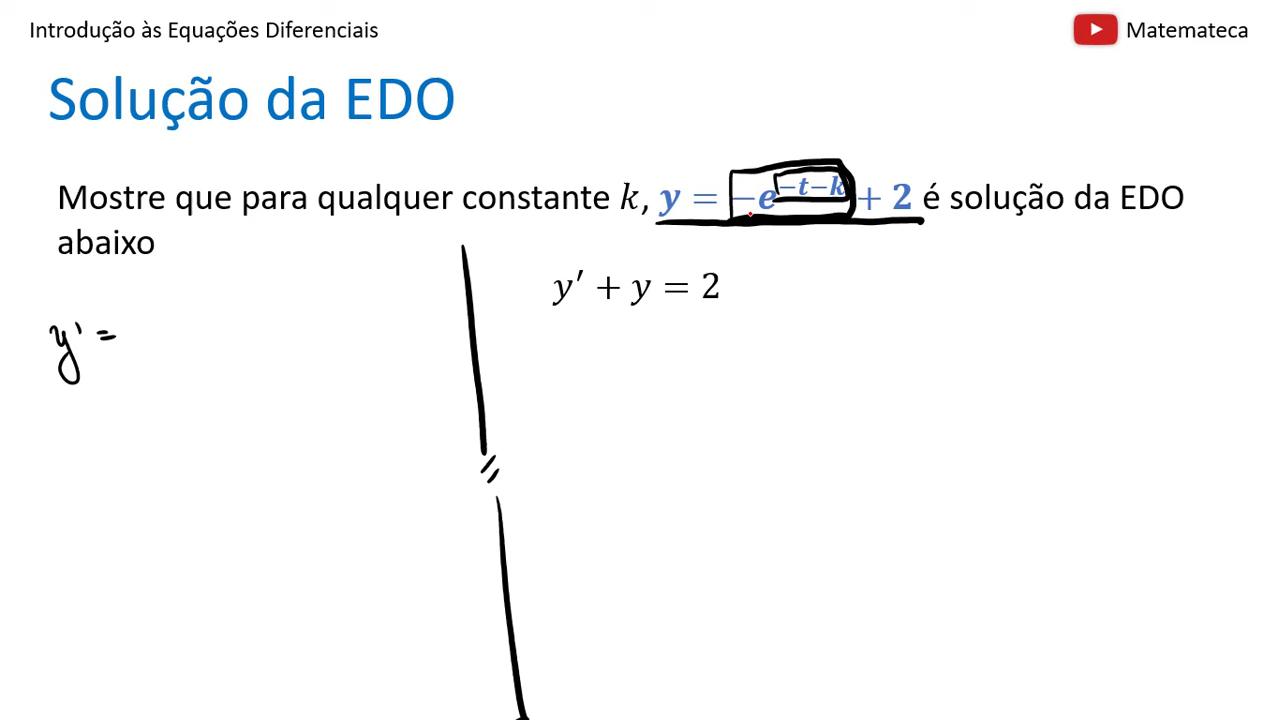 Introdução às Equações Diferenciais
Matemateca
Solução da EDO
Mostre que para qualquer constante k, y = −e^{−t−k} + 2 é solução da EDO
abaixo
y′ + y = 2
y' =